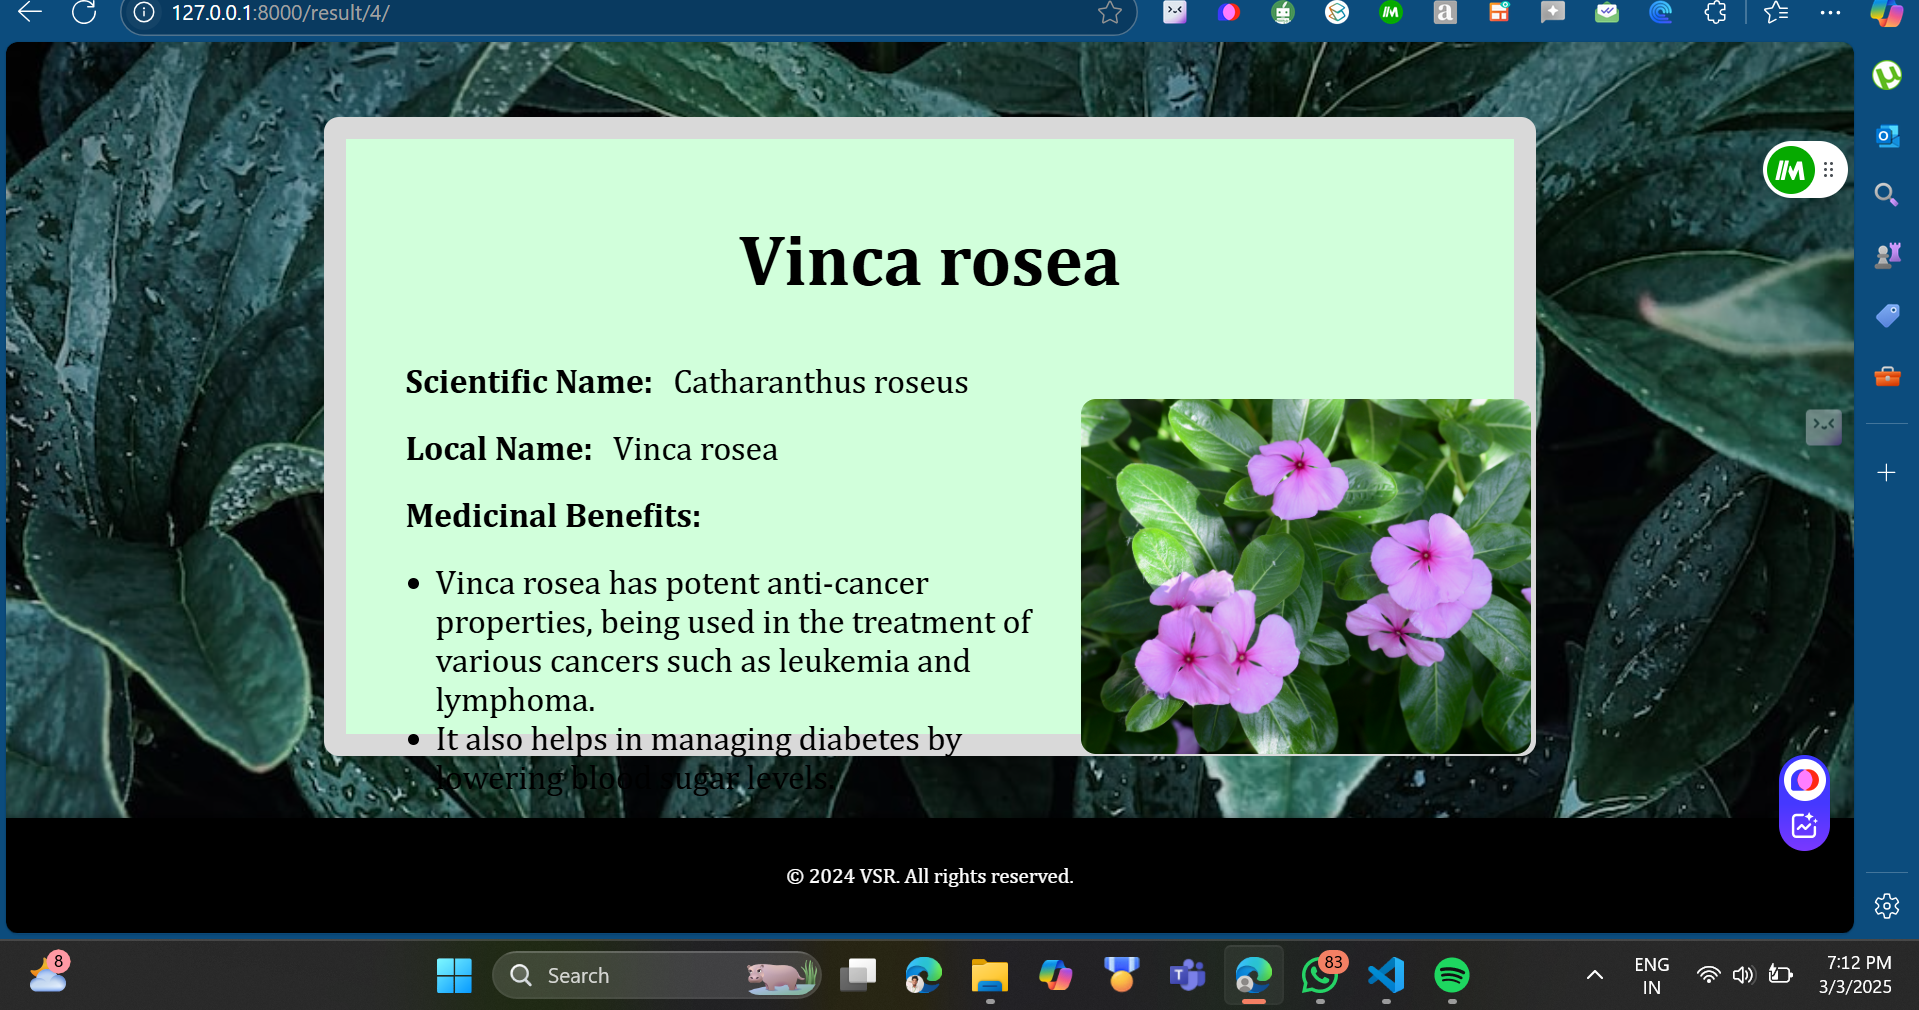 127.0.0.1:8000/result/4/
Vinca rosea
Scientific Name: Catharanthus roseus
Local Name: Vinca rosea
Medicinal Benefits:
• Vinca rosea has potent anti-cancer
properties, being used in the treatment of
various cancers such as leukemia and
lymphoma.
• It also helps in managing diabetes by
lowering blood sugar levels.
© 2024 VSR. All rights reserved.
8
Search
83
ENG
IN
7:12 PM
3/3/2025